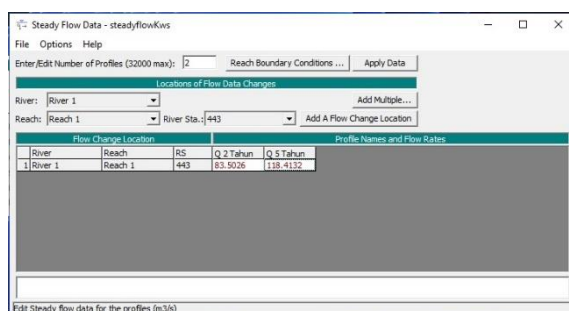 Steady Flow Data - steadyflowKws
File Options Help
Enter/Edit Number of Profiles (32000 max): 2 Reach Boundary Conditions ... Apply Data
Locations of Flow Data Changes
River: River 1 Add Multiple...
Reach: Reach 1 River Sta.: 443 Add A Flow Change Location
Flow Change Location Profile Names and Flow Rates
River Reach RS Q 2 Tahun Q 5 Tahun
1 River 1 Reach 1 443 83.5026 118.4132
Edit Steady flow data for the profiles (m3/s)